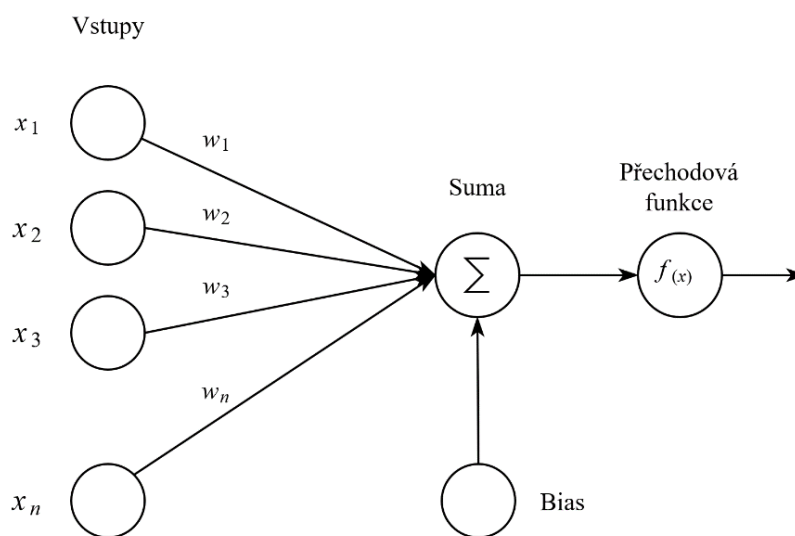 Vstupy
x1
w1
x2
w2
x3
w3
xn
wn
Suma
∑
Bias
Přechodová
funkce
f(x)